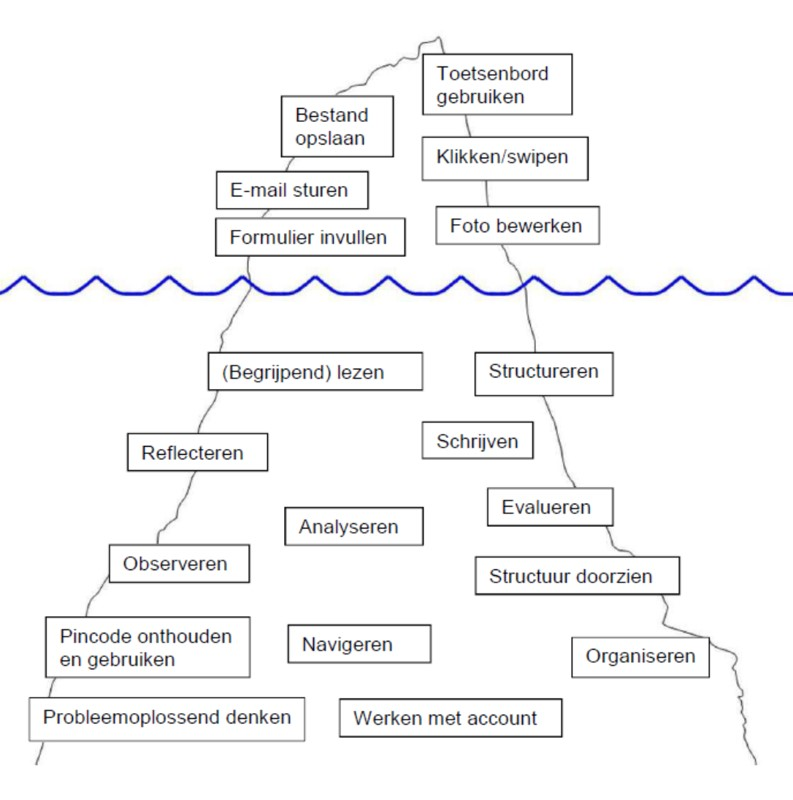 Toetsenbord
gebruiken
Bestand
opslaan
Klikken/swipen
E-mail sturen
Foto bewerken
Formulier invullen
(Begrijpend) lezen
Structureren
Schrijven
Reflecteren
Evalueren
Analyseren
Observeren
Structuur doorzien
Pincode onthouden
en gebruiken
Navigeren
Organiseren
Probleemoplossend denken
Werken met account